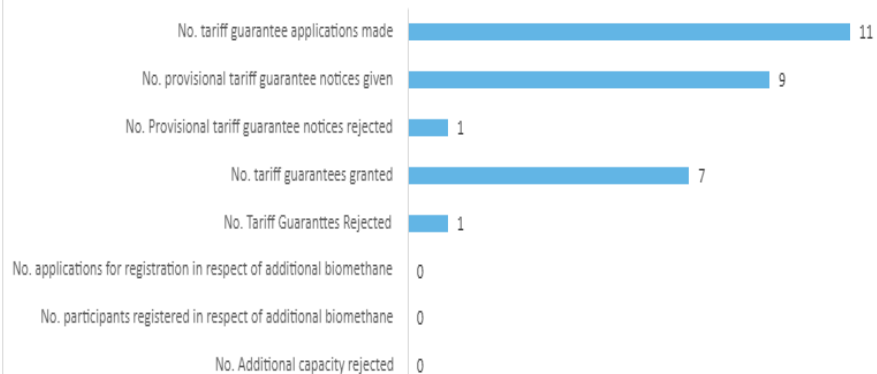 No. tariff guarantee applications made 11
No. provisional tariff guarantee notices given 9
No. Provisional tariff guarantee notices rejected 1
No. tariff guarantees granted 7
No. Tariff Guaranttes Rejected 1
No. applications for registration in respect of additional biomethane 0
No. participants registered in respect of additional biomethane 0
No. Additional capacity rejected 0